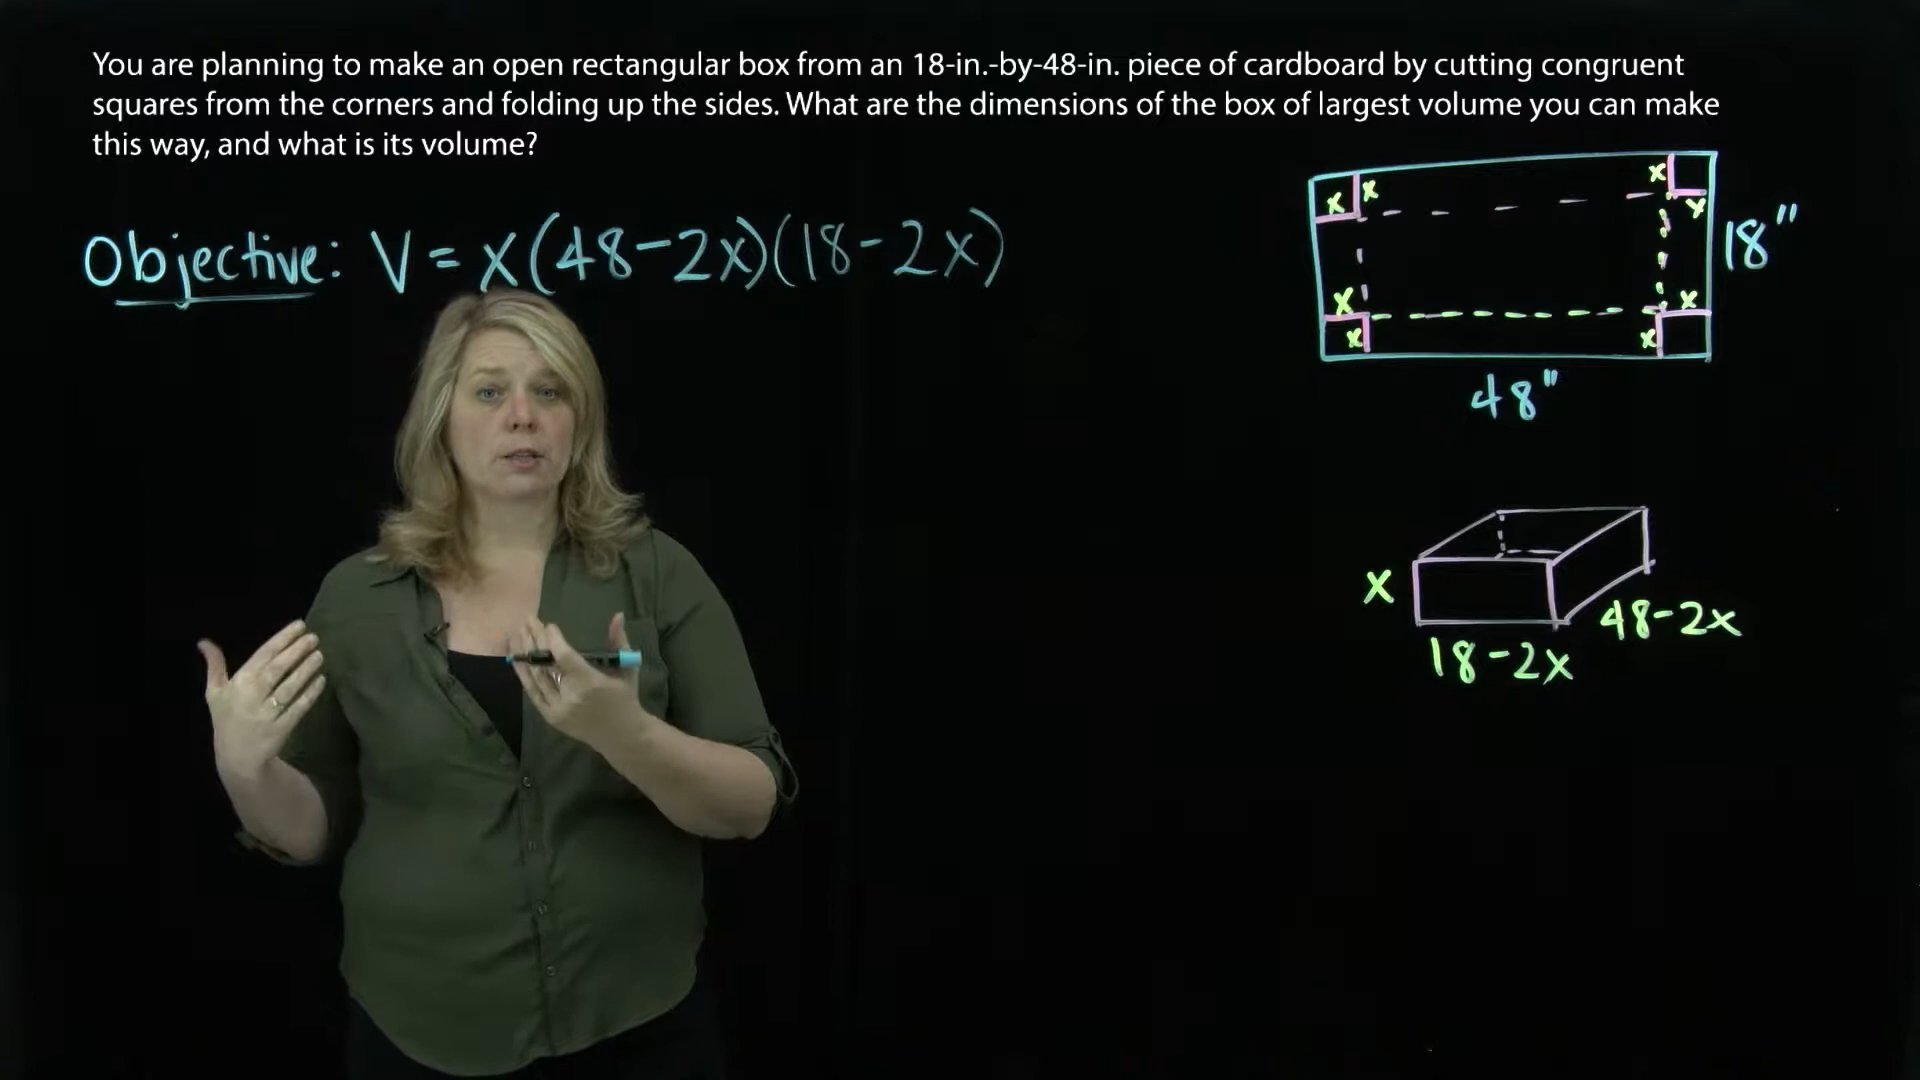 You are planning to make an open rectangular box from an 18-in.-by-48-in. piece of cardboard by cutting congruent
squares from the corners and folding up the sides. What are the dimensions of the box of largest volume you can make
this way, and what is its volume?
Objective: V = x(48-2x)(18-2x)
x x x x
18"
x x x x
48"
x
48-2x
18-2x